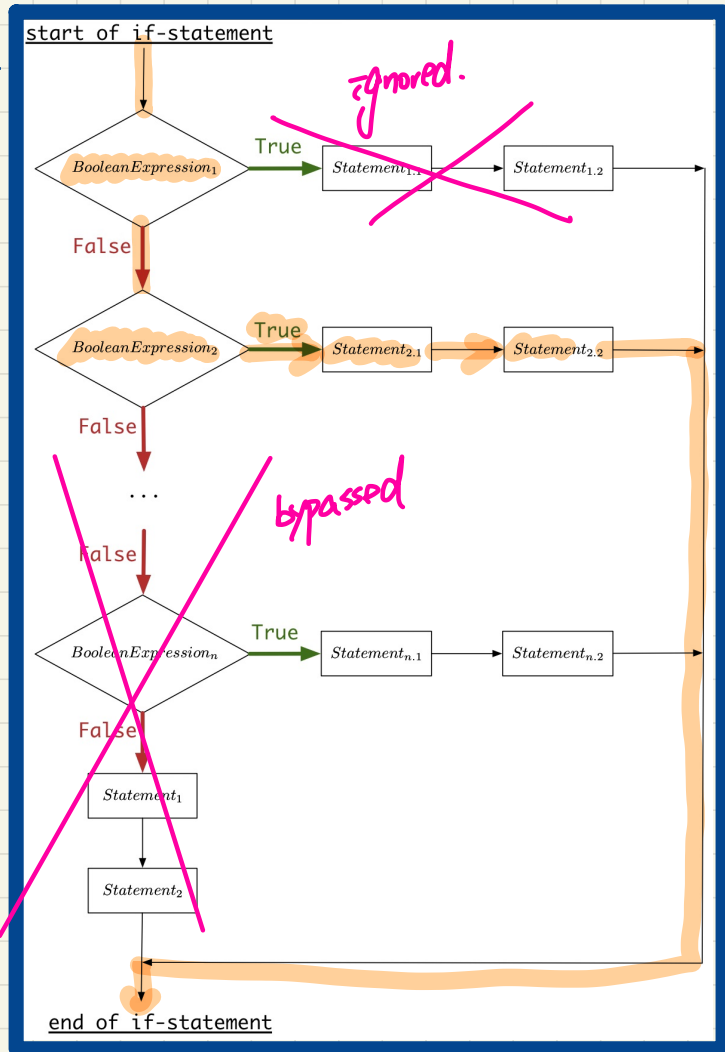 start of if-statement
ignored.
True
BooleanExpression₁
Statement₁.₁
Statement₁.₂
False
True
BooleanExpression₂
Statement₂.₁
Statement₂.₂
False
...
bypassed
False
True
BooleanExpressionₙ
Statementₙ.₁
Statementₙ.₂
False
Statement₁
Statement₂
end of if-statement